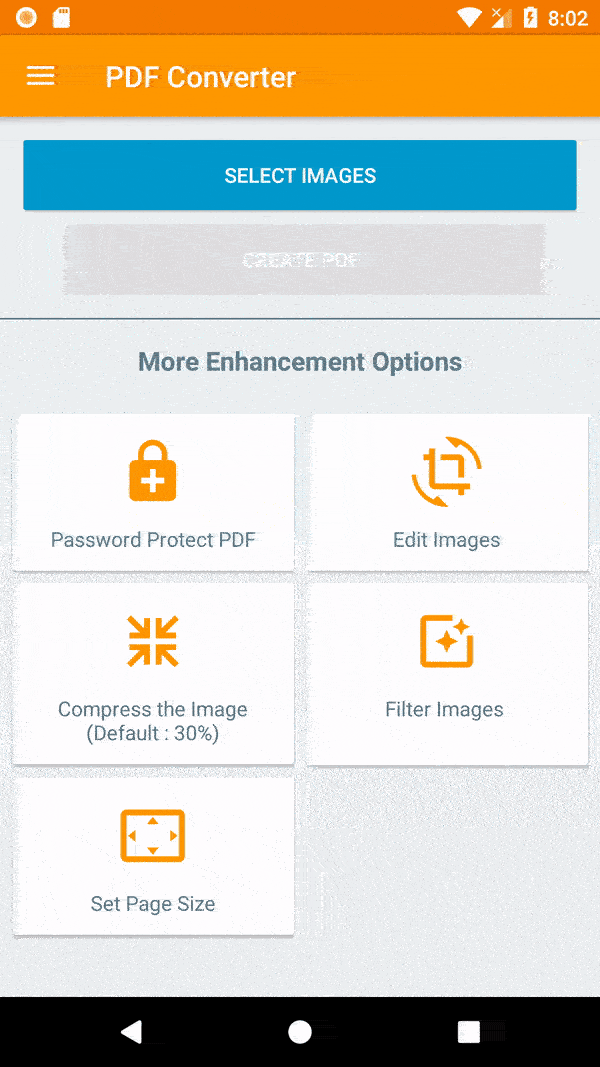 8:02
PDF Converter
SELECT IMAGES
CREATE PDF
More Enhancement Options
Password Protect PDF
Edit Images
Compress the Image
(Default : 30%)
Filter Images
Set Page Size